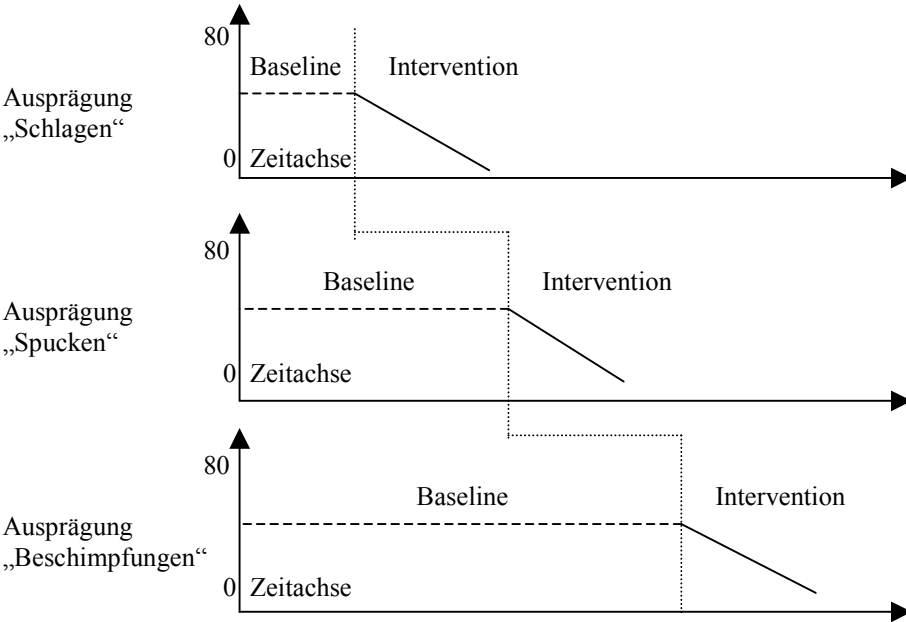 80
Baseline Intervention
Ausprägung
„Schlagen“
0 Zeitachse
80
Baseline Intervention
Ausprägung
„Spucken“
0 Zeitachse
80
Baseline Intervention
Ausprägung
„Beschimpfungen“
0 Zeitachse